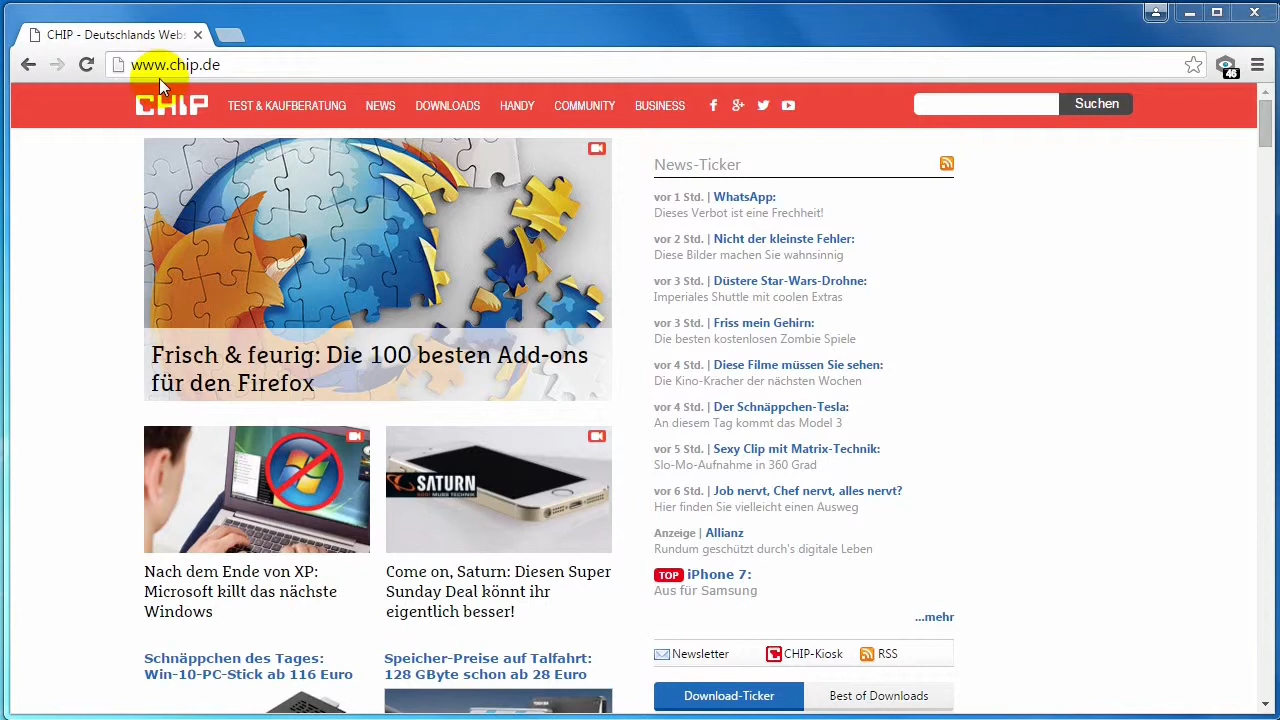 CHIP - Deutschlands Webs
www.chip.de
46
CHIP TEST & KAUFBERATUNG NEWS DOWNLOADS HANDY COMMUNITY BUSINESS Suchen
Frisch & feurig: Die 100 besten Add-ons
für den Firefox
SATURN
Nach dem Ende von XP:
Microsoft killt das nächste
Windows
Come on, Saturn: Diesen Super
Sunday Deal könnt ihr
eigentlich besser!
Schnäppchen des Tages:
Win-10-PC-Stick ab 116 Euro
Speicher-Preise auf Talfahrt:
128 GByte schon ab 28 Euro
News-Ticker
vor 1 Std. | WhatsApp:
Dieses Verbot ist eine Frechheit!
vor 2 Std. | Nicht der kleinste Fehler:
Diese Bilder machen Sie wahnsinnig
vor 3 Std. | Düstere Star-Wars-Drohne:
Imperiales Shuttle mit coolen Extras
vor 3 Std. | Friss mein Gehirn:
Die besten kostenlosen Zombie Spiele
vor 4 Std. | Diese Filme müssen Sie sehen:
Die Kino-Kracher der nächsten Wochen
vor 4 Std. | Der Schnäppchen-Tesla:
An diesem Tag kommt das Model 3
vor 5 Std. | Sexy Clip mit Matrix-Technik:
Slo-Mo-Aufnahme in 360 Grad
vor 6 Std. | Job nervt, Chef nervt, alles nervt?
Hier finden Sie vielleicht einen Ausweg
Anzeige | Allianz
Rundum geschützt durch's digitale Leben
TOP iPhone 7:
Aus für Samsung
...mehr
Newsletter CHIP-Kiosk RSS
Download-Ticker Best of Downloads